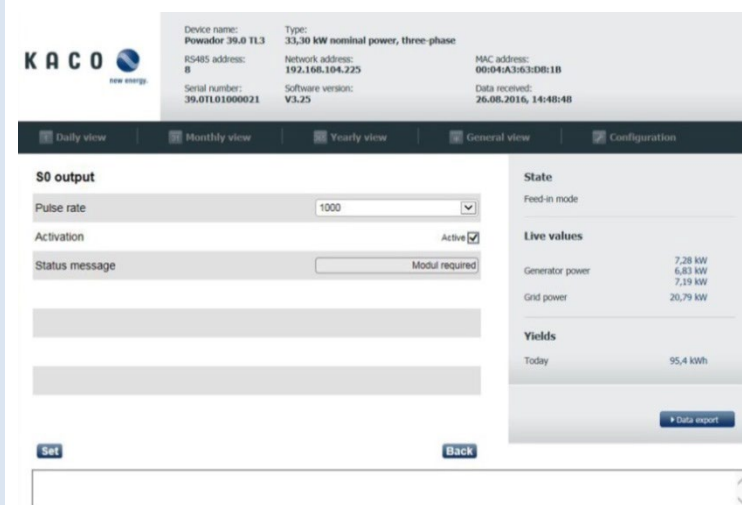 KACO
new energy.
Device name:
Powador 39.0 TL3
Type:
33,30 kW nominal power, three-phase
RS485 address:
8
Network address:
192.168.104.225
MAC address:
00:04:A3:63:D8:1B
Serial number:
39.0TL01000021
Software version:
V3.25
Data received:
26.08.2016, 14:48:48
Daily view
Monthly view
Yearly view
General view
Configuration
S0 output
Pulse rate
1000
Activation
Active
Status message
Modul required
Set
Back
State
Feed-in mode
Live values
Generator power
7,28 kW
6,83 kW
7,19 kW
Grid power
20,79 kW
Yields
Today
95,4 kWh
Data export